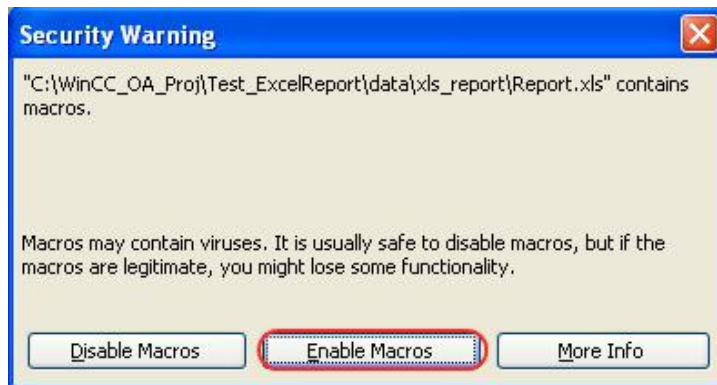 Security Warning
"C:\WinCC_OA_Proj\Test_ExcelReport\data\xls_report\Report.xls" contains
macros.
Macros may contain viruses. It is usually safe to disable macros, but if the
macros are legitimate, you might lose some functionality.
Disable Macros Enable Macros More Info